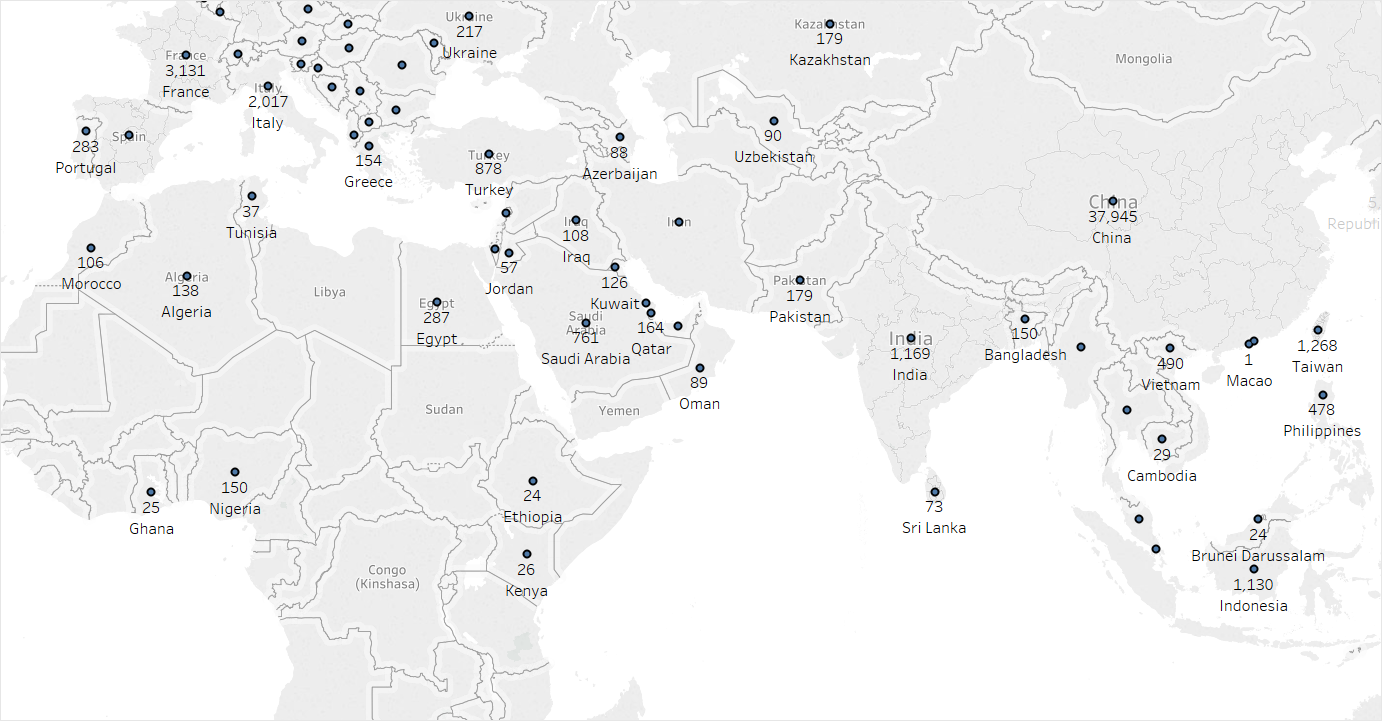 Ukraine
217
Ukraine
Kazakhstan
179
Kazakhstan
Mongolia
France
3,131
France
Italy
2,017
Italy
Spain
283
Portugal
154
Greece
Turkey
878
Turkey
88
Azerbaijan
90
Uzbekistan
China
37,945
China
37
Tunisia
Iraq
108
Iraq
Iran
Republi
106
Morocco
Algeria
138
Algeria
Libya
Egypt
287
Egypt
57
Jordan
126
Kuwait
Saudi
Arabia
761
Saudi Arabia
164
Qatar
Pakistan
179
Pakistan
India
1,169
India
150
Bangladesh
490
Vietnam
1
Macao
1,268
Taiwan
89
Oman
Sudan
Yemen
478
Philippines
29
Cambodia
150
Nigeria
25
Ghana
24
Ethiopia
73
Sri Lanka
26
Kenya
Congo
(Kinshasa)
24
Brunei Darussalam
1,130
Indonesia